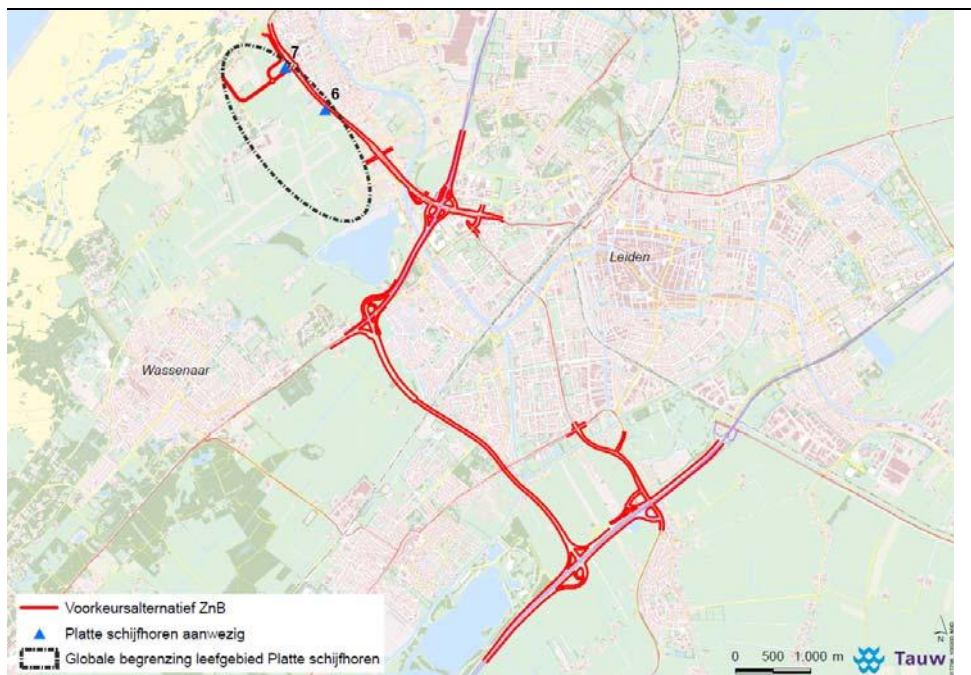 7
6
Leiden
Wassenaar
Voorkeursalternatief ZnB
Platte schijfhoren aanwezig
Globale begrenzing leefgebied Platte schijfhoren
N
0 500 1.000 m
Tauw